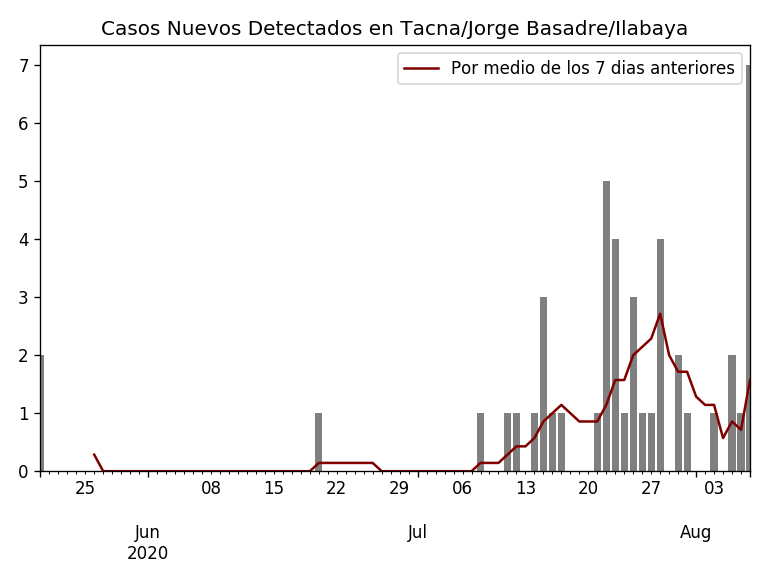 Casos Nuevos Detectados en Tacna/Jorge Basadre/Ilabaya
Por medio de los 7 dias anteriores
7
6
5
4
3
2
1
0
25 08 15 22 29 06 13 20 27 03
Jun Jul Aug
2020